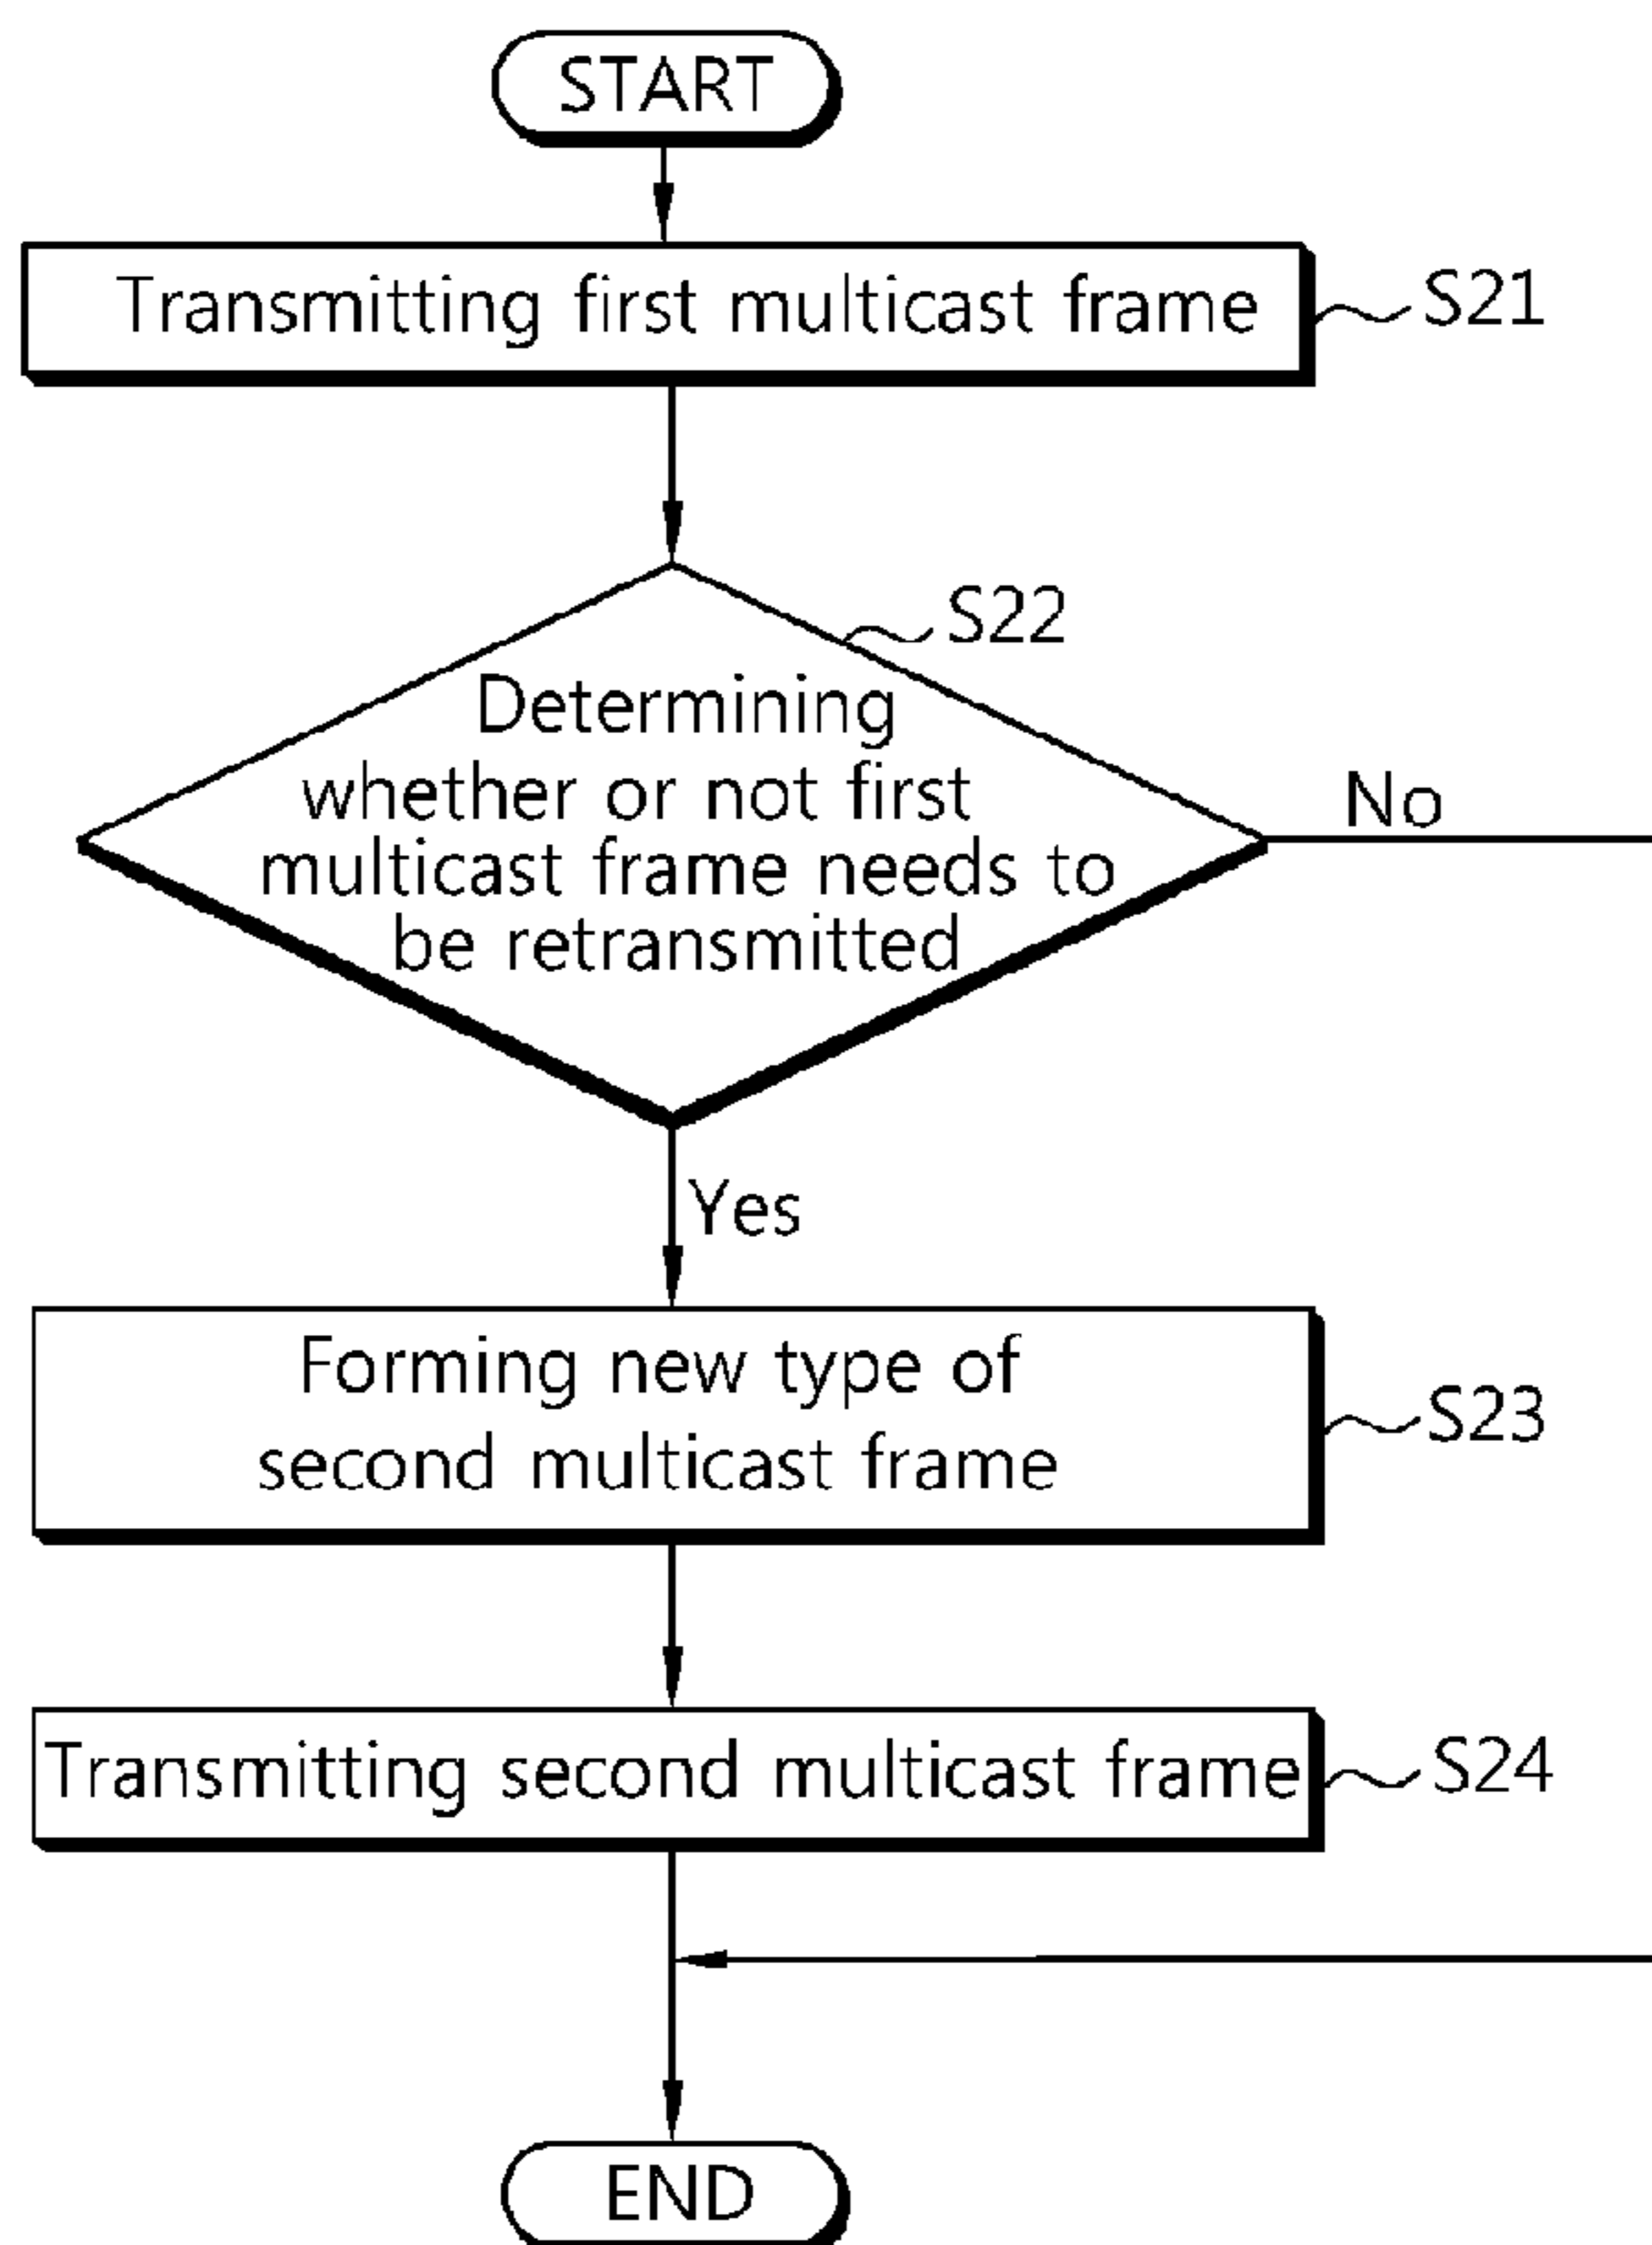 START
Transmitting first multicast frame
S21
S22
Determining
whether or not first
multicast frame needs to
be retransmitted
No
Yes
Forming new type of
second multicast frame
S23
Transmitting second multicast frame
S24
END